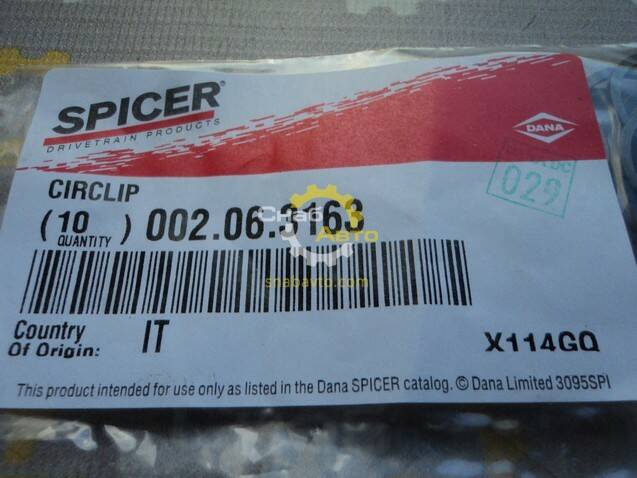 SPICER®
DRIVETRAIN PRODUCTS
DANA
029
CIRCLIP
(10) 002.06.3163
QUANTITY
Снаб
Авто
snabavto.com
Country
Of Origin: IT
X114GQ
This product intended for use only as listed in the Dana SPICER catalog. © Dana Limited 3095SPI